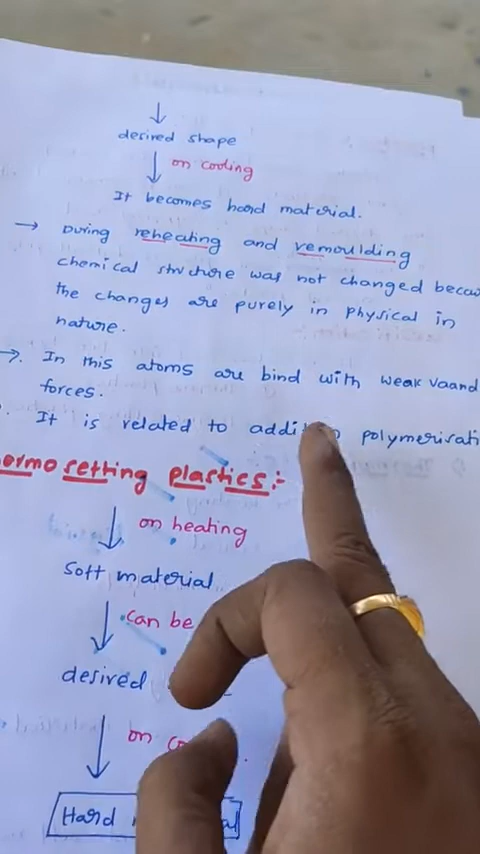 desired shape
on cooling
It becomes hard material.
→ During reheating and remoulding
chemical structure was not changed
the changes are purely in physical in
nature.
→. In this atoms are bind with weak
forces.
. It is related to
setting plastics:-
on heating
Soft material
can be
desired
on
Hard